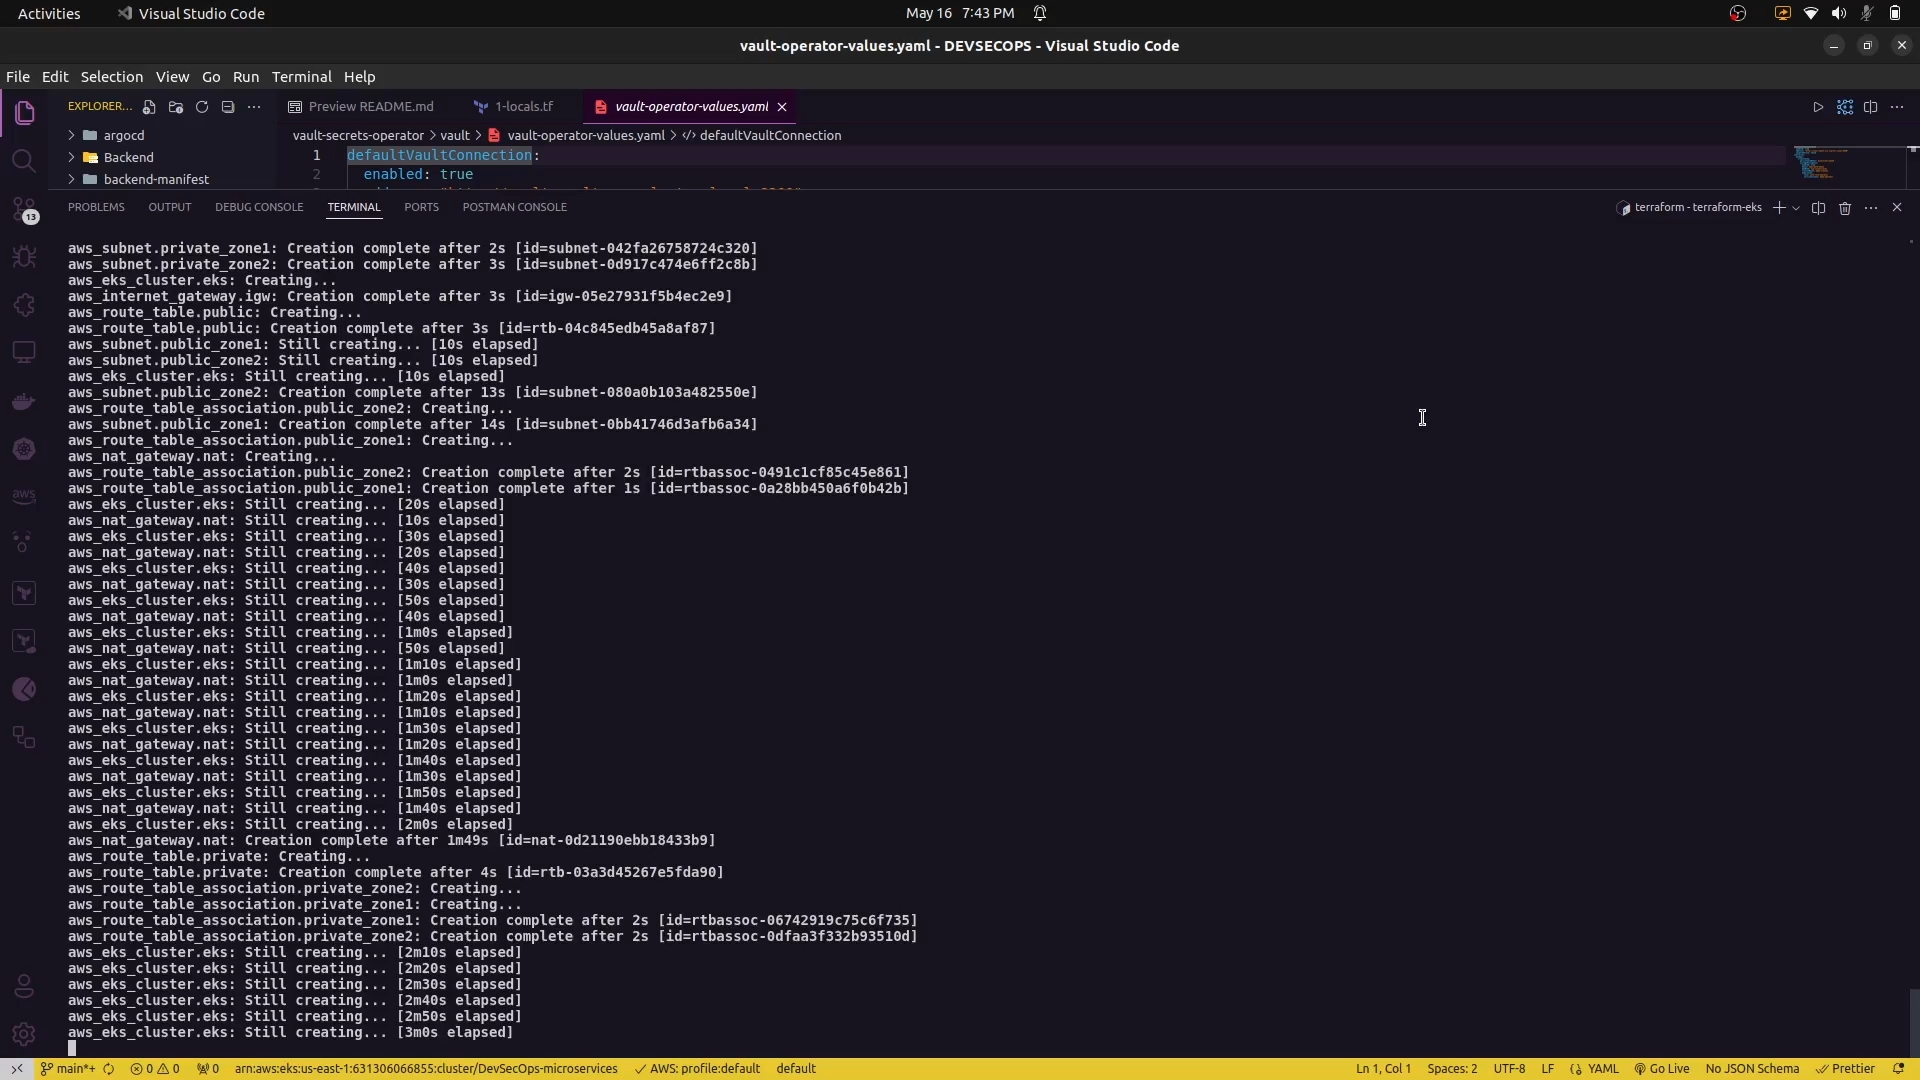 Activities
Visual Studio Code
May 16 7:43 PM
vault-operator-values.yaml - DEVSECOPS - Visual Studio Code
File Edit Selection View Go Run Terminal Help
EXPLORER...
Preview README.md
1-locals.tf
vault-operator-values.yaml
argocd
vault-secrets-operator > vault > vault-operator-values.yaml > </> defaultVaultConnection
Backend
1 defaultVaultConnection:
backend-manifest
2 enabled: true
13
PROBLEMS OUTPUT DEBUG CONSOLE TERMINAL PORTS POSTMAN CONSOLE
terraform - terraform-eks
aws_subnet.private_zone1: Creation complete after 2s [id=subnet-042fa26758724c320]
aws_subnet.private_zone2: Creation complete after 3s [id=subnet-0d917c474e6ff2c8b]
aws_eks_cluster.eks: Creating...
aws_internet_gateway.igw: Creation complete after 3s [id=igw-05e27931f5b4ec2e9]
aws_route_table.public: Creating...
aws_route_table.public: Creation complete after 3s [id=rtb-04c845edb45a8af87]
aws_subnet.public_zone1: Still creating... [10s elapsed]
aws_subnet.public_zone2: Still creating... [10s elapsed]
aws_eks_cluster.eks: Still creating... [10s elapsed]
aws_subnet.public_zone2: Creation complete after 13s [id=subnet-080a0b103a482550e]
aws_route_table_association.public_zone2: Creating...
aws_subnet.public_zone1: Creation complete after 14s [id=subnet-0bb41746d3afb6a34]
aws_route_table_association.public_zone1: Creating...
aws_nat_gateway.nat: Creating...
aws_route_table_association.public_zone2: Creation complete after 2s [id=rtbassoc-0491c1cf85c45e861]
aws_route_table_association.public_zone1: Creation complete after 1s [id=rtbassoc-0a28bb450a6f0b42b]
aws_eks_cluster.eks: Still creating... [20s elapsed]
aws_nat_gateway.nat: Still creating... [10s elapsed]
aws_eks_cluster.eks: Still creating... [30s elapsed]
aws_nat_gateway.nat: Still creating... [20s elapsed]
aws_eks_cluster.eks: Still creating... [40s elapsed]
aws_nat_gateway.nat: Still creating... [30s elapsed]
aws_eks_cluster.eks: Still creating... [50s elapsed]
aws_nat_gateway.nat: Still creating... [40s elapsed]
aws_eks_cluster.eks: Still creating... [1m0s elapsed]
aws_nat_gateway.nat: Still creating... [50s elapsed]
aws_eks_cluster.eks: Still creating... [1m10s elapsed]
aws_nat_gateway.nat: Still creating... [1m0s elapsed]
aws_eks_cluster.eks: Still creating... [1m20s elapsed]
aws_nat_gateway.nat: Still creating... [1m10s elapsed]
aws_eks_cluster.eks: Still creating... [1m30s elapsed]
aws_nat_gateway.nat: Still creating... [1m20s elapsed]
aws_eks_cluster.eks: Still creating... [1m40s elapsed]
aws_nat_gateway.nat: Still creating... [1m30s elapsed]
aws_eks_cluster.eks: Still creating... [1m50s elapsed]
aws_nat_gateway.nat: Still creating... [1m40s elapsed]
aws_eks_cluster.eks: Still creating... [2m0s elapsed]
aws_nat_gateway.nat: Creation complete after 1m49s [id=nat-0d21190ebb18433b9]
aws_route_table.private: Creating...
aws_route_table.private: Creation complete after 4s [id=rtb-03a3d45267e5fda90]
aws_route_table_association.private_zone2: Creating...
aws_route_table_association.private_zone1: Creating...
aws_route_table_association.private_zone1: Creation complete after 2s [id=rtbassoc-06742919c75c6f735]
aws_route_table_association.private_zone2: Creation complete after 2s [id=rtbassoc-0dfaa3f332b93510d]
aws_eks_cluster.eks: Still creating... [2m10s elapsed]
aws_eks_cluster.eks: Still creating... [2m20s elapsed]
aws_eks_cluster.eks: Still creating... [2m30s elapsed]
aws_eks_cluster.eks: Still creating... [2m40s elapsed]
aws_eks_cluster.eks: Still creating... [2m50s elapsed]
aws_eks_cluster.eks: Still creating... [3m0s elapsed]
aws
main*+ 0 0 0 arn:aws:eks:us-east-1:631306066855:cluster/DevSecOps-microservices AWS: profile:default default Ln 1, Col 1 Spaces: 2 UTF-8 LF YAML Go Live No JSON Schema Prettier